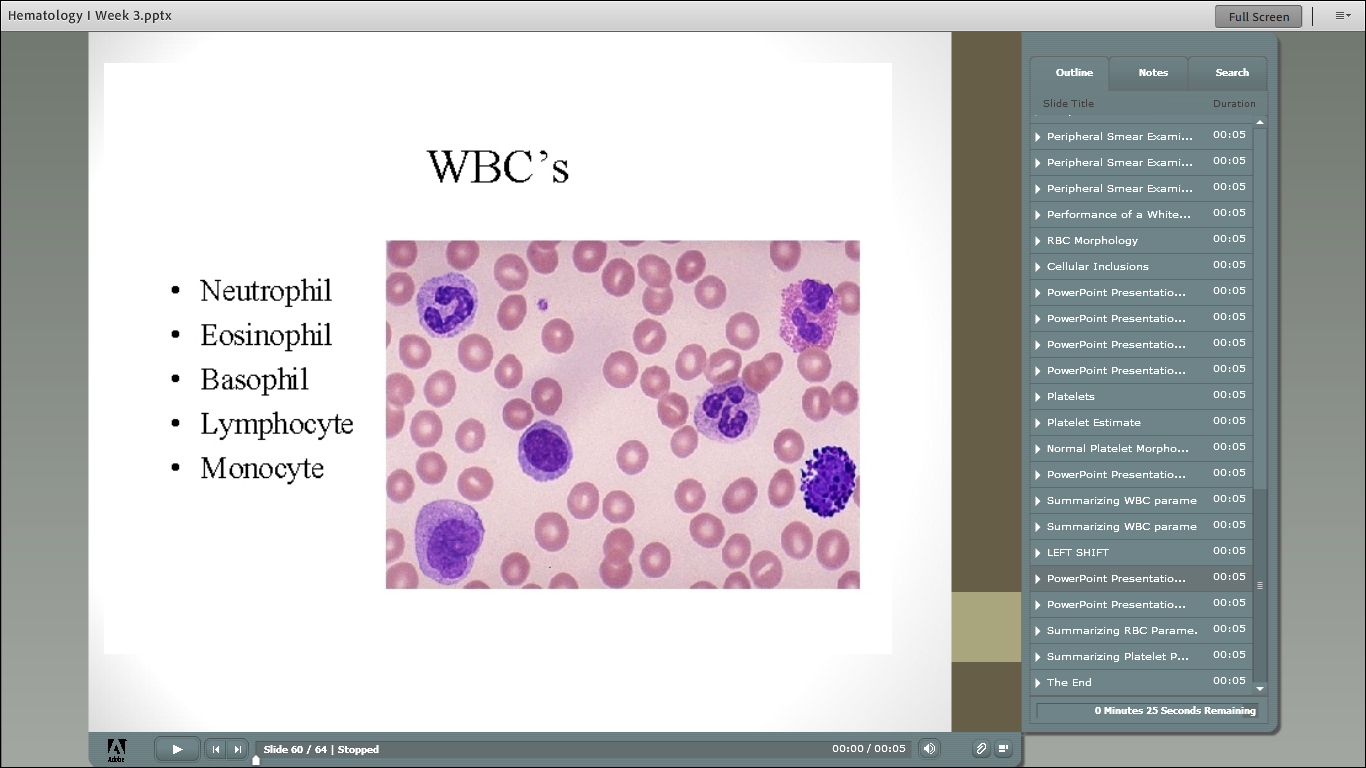 Hematology I Week 3.pptx
Full Screen
WBC's
• Neutrophil
• Eosinophil
• Basophil
• Lymphocyte
• Monocyte
Outline Notes Search
Slide Title Duration
Peripheral Smear Exami... 00:05
Peripheral Smear Exami... 00:05
Peripheral Smear Exami... 00:05
Performance of a White... 00:05
RBC Morphology 00:05
Cellular Inclusions 00:05
PowerPoint Presentatio... 00:05
PowerPoint Presentatio... 00:05
PowerPoint Presentatio... 00:05
PowerPoint Presentatio... 00:05
Platelets 00:05
Platelet Estimate 00:05
Normal Platelet Morpho... 00:05
PowerPoint Presentatio... 00:05
Summarizing WBC parame 00:05
Summarizing WBC parame 00:05
LEFT SHIFT 00:05
PowerPoint Presentatio... 00:05
PowerPoint Presentatio... 00:05
Summarizing RBC Parame. 00:05
Summarizing Platelet P... 00:05
The End 00:05
0 Minutes 25 Seconds Remaining
Adobe
Slide 60 / 64 | Stopped
00:00 / 00:05